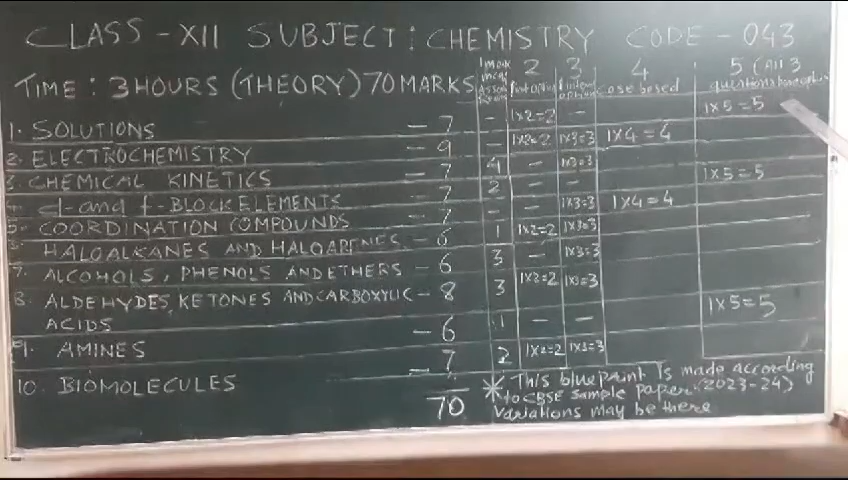 CLASS - XII SUBJECT : CHEMISTRY CODE - 043
TIME : 3 HOURS (THEORY) 70 MARKS 2 3 4 case based 5 (All 3
1. SOLUTIONS - 7 - 1x2=2 - 1x5=5
2. ELECTROCHEMISTRY - 9 - 1x2=2 1x3=3 1x4=4
3. CHEMICAL KINETICS - 7 4 - 1x3=3
4. d-and f-BLOCK ELEMENTS - 7 2 - - 1x5=5
5. COORDINATION COMPOUNDS - 7 - - 1x3=3 1x4=4
6. HALOALKANES AND HALOARENES - 6 1 1x2=2 1x3=3
7. ALCOHOLS, PHENOLS AND ETHERS - 6 3 - 1x3=3
8. ALDEHYDES, KETONES AND CARBOXYLIC - 8 3 1x2=2 1x3=3
ACIDS
9. AMINES - 6 1 - - 1x5=5
10. BIOMOLECULES - 7 2 1x2=2 1x3=3
70
* This blueprint is made according
to CBSE sample paper (2023-24)
variations may be there